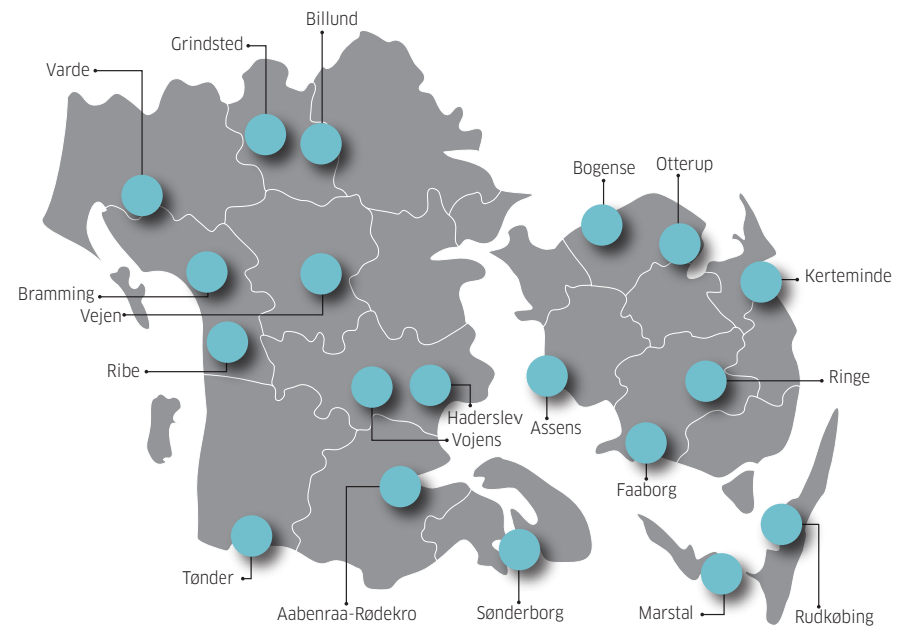 Billund
Grindsted
Varde
Bogense
Otterup
Kerteminde
Bramming
Vejen
Ribe
Ringe
Haderslev
Assens
Vojens
Faaborg
Tønder
Aabenraa-Rødekro
Sønderborg
Marstal
Rudkøbing